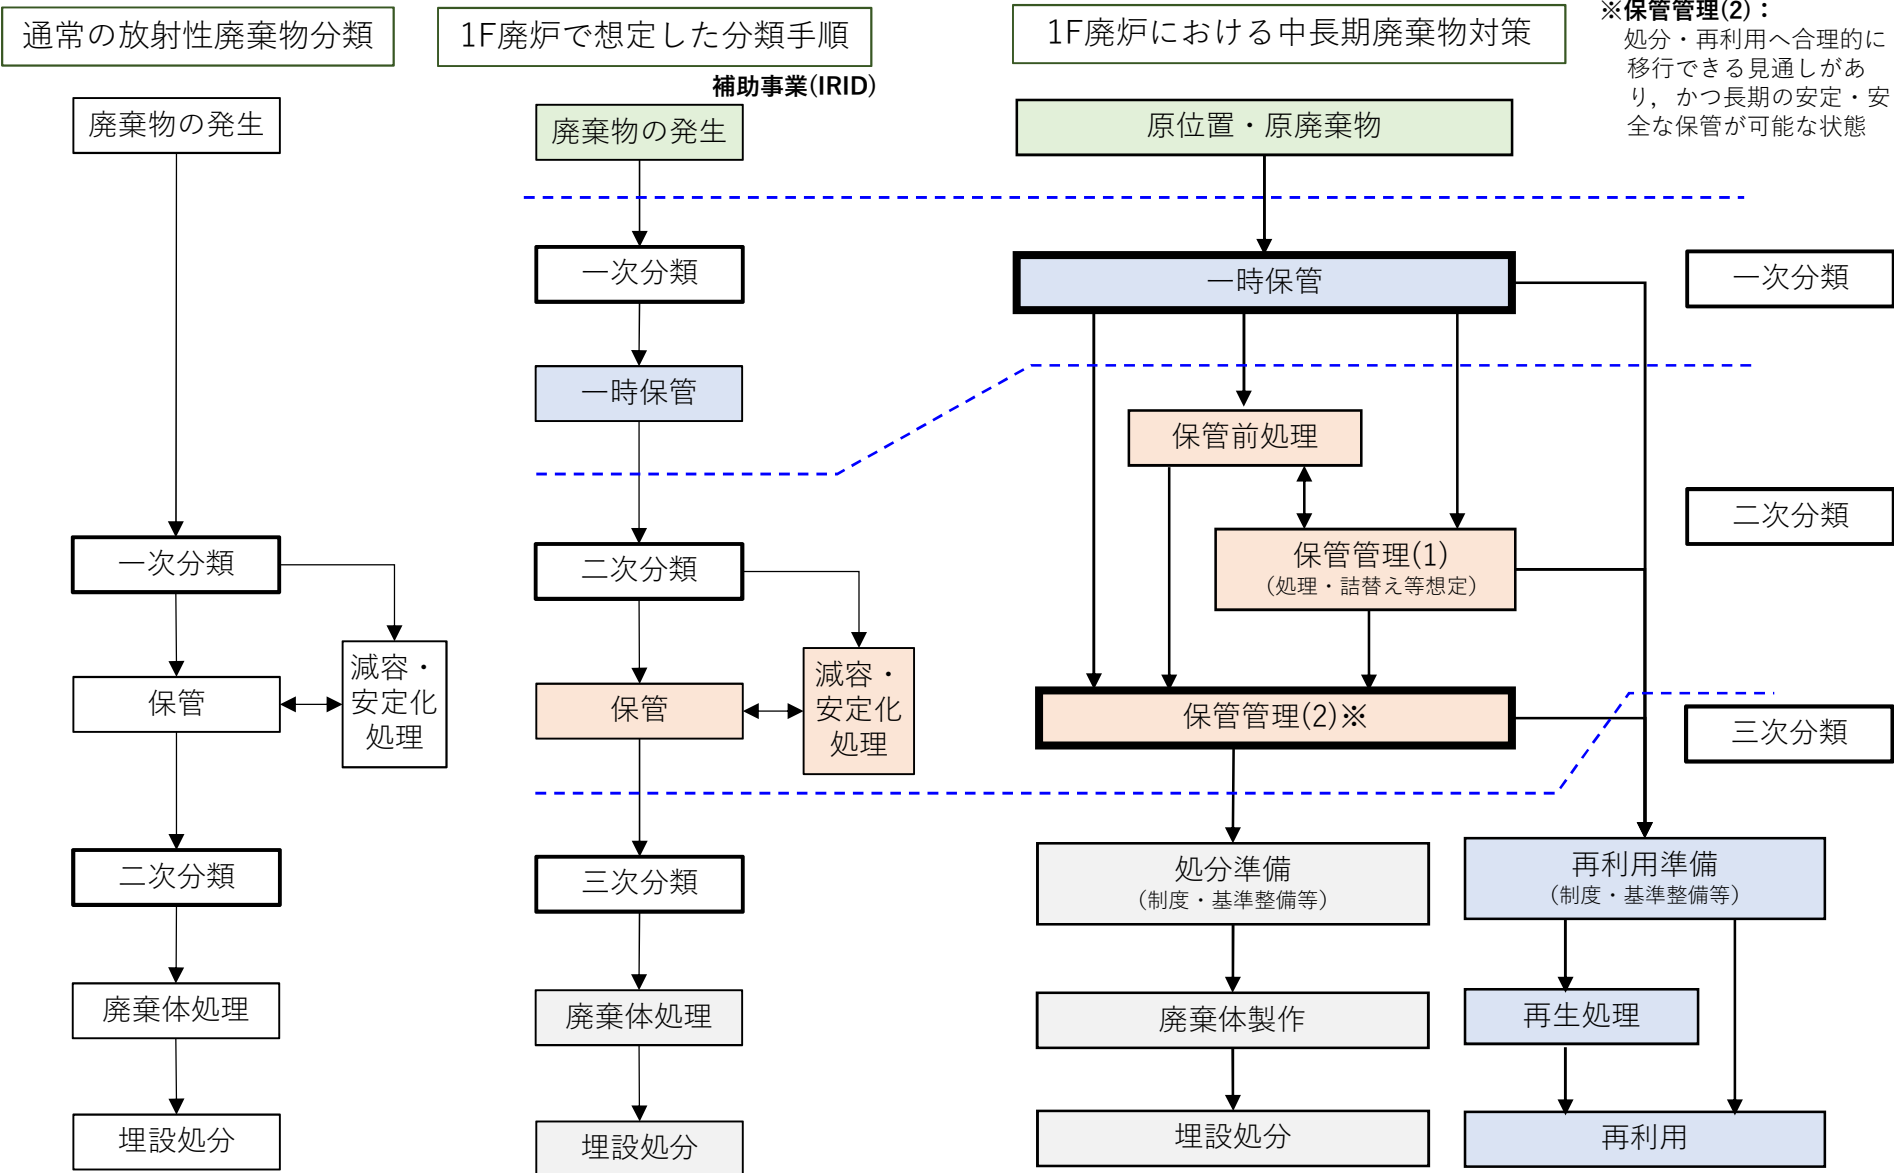 通常の放射性廃棄物分類
廃棄物の発生
一次分類
減容・
安定化
処理
保管
二次分類
廃棄体処理
埋設処分
1F廃炉で想定した分類手順
補助事業(IRID)
廃棄物の発生
一次分類
一時保管
二次分類
減容・
安定化
処理
保管
三次分類
廃棄体処理
埋設処分
1F廃炉における中長期廃棄物対策
原位置・原廃棄物
一時保管
保管前処理
保管管理(1)
（処理・詰替え等想定）
保管管理(2)※
処分準備
（制度・基準整備等）
廃棄体製作
埋設処分
再利用準備
（制度・基準整備等）
再生処理
再利用
※保管管理(2)：
処分・再利用へ合理的に
移行できる見通しがあ
り，かつ長期の安定・安
全な保管が可能な状態
一次分類
二次分類
三次分類